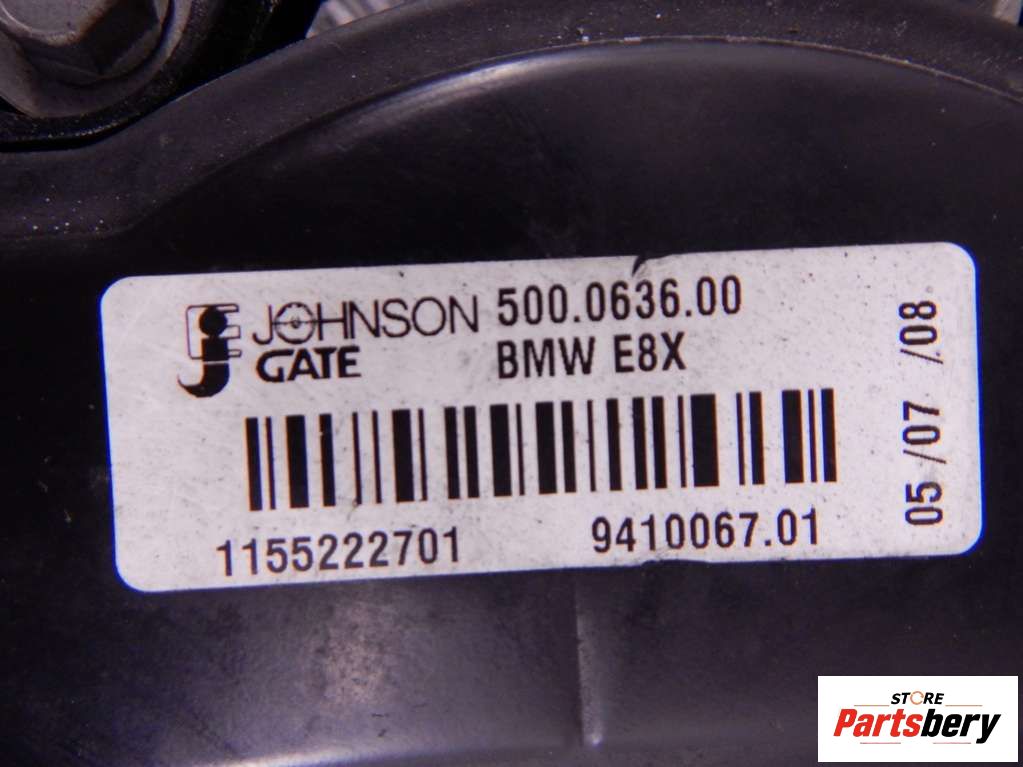 JOHNSON 500.0636.00
GATE BMW E8X
1155222701 9410067.01
05 /07 /08
STORE
Partsbery